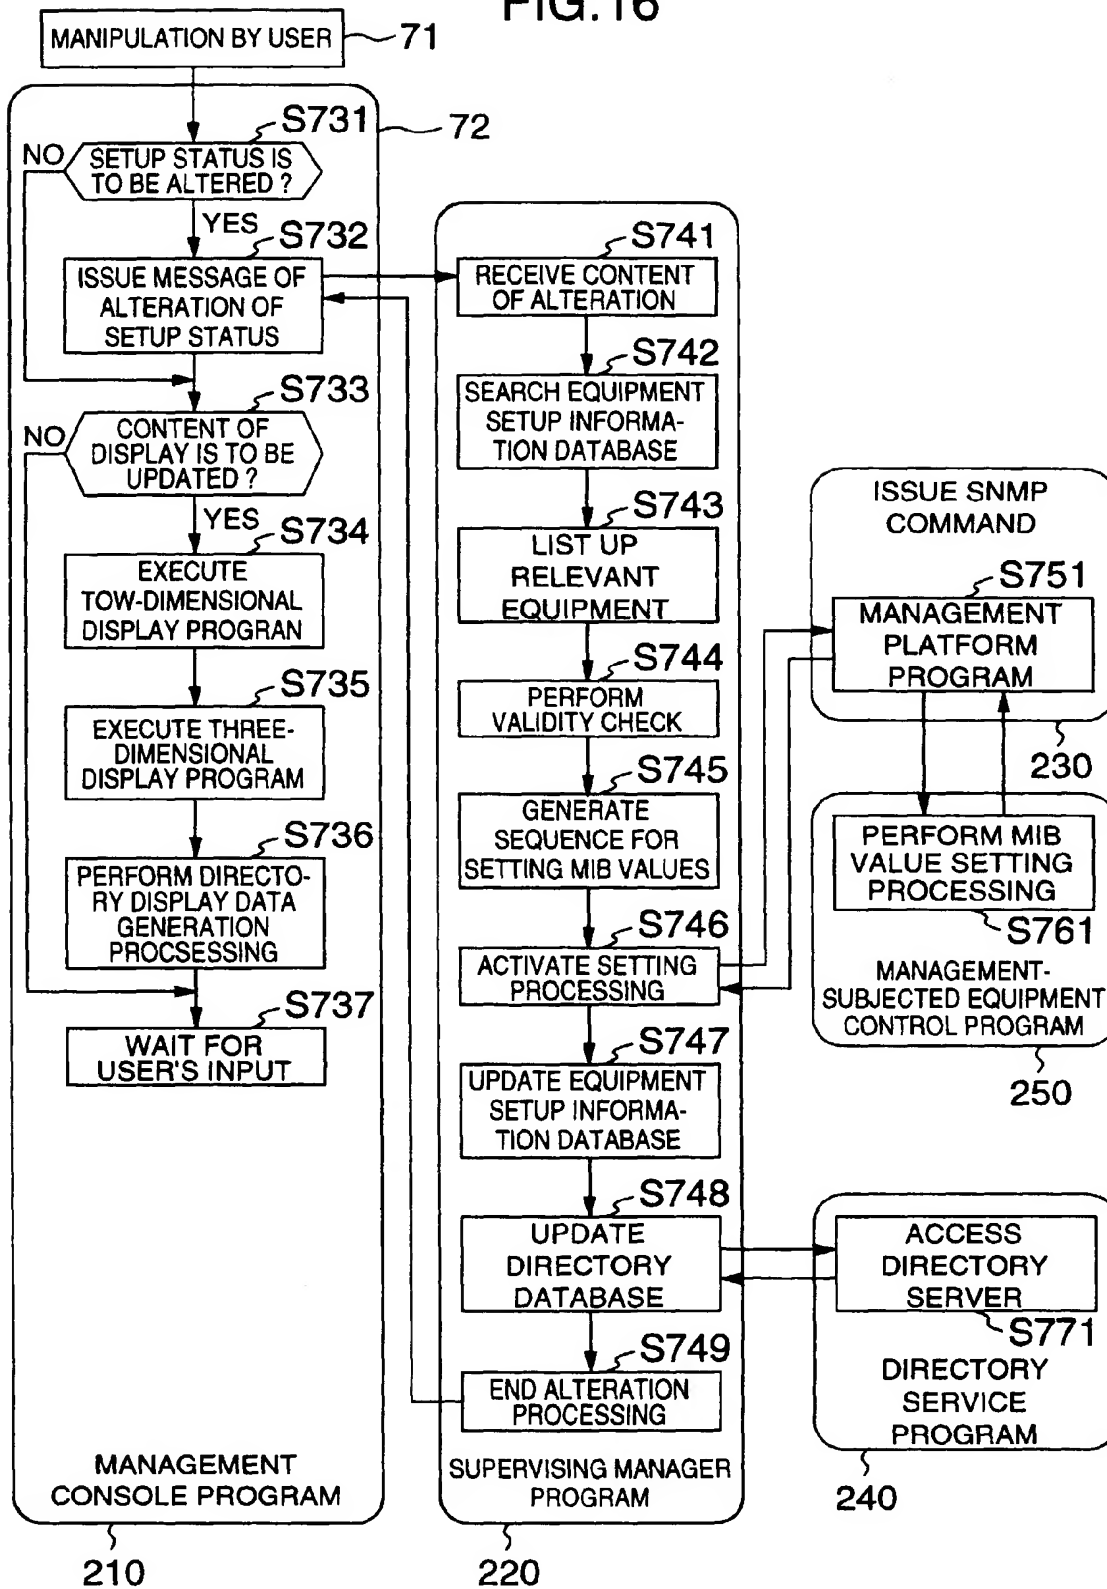 FIG.16
MANIPULATION BY USER
71
72
S731
NO
SETUP STATUS IS
TO BE ALTERED ?
YES
S732
ISSUE MESSAGE OF
ALTERATION OF
SETUP STATUS
S733
NO
CONTENT OF
DISPLAY IS TO BE
UPDATED ?
YES
S734
EXECUTE
TOW-DIMENSIONAL
DISPLAY PROGRAN
S735
EXECUTE THREE-
DIMENSIONAL
DISPLAY PROGRAM
S736
PERFORM DIRECTO-
RY DISPLAY DATA
GENERATION
PROCSESSING
S737
WAIT FOR
USER'S INPUT
MANAGEMENT
CONSOLE PROGRAM
210
S741
RECEIVE CONTENT
OF ALTERATION
S742
SEARCH EQUIPMENT
SETUP INFORMA-
TION DATABASE
S743
LIST UP
RELEVANT
EQUIPMENT
S744
PERFORM
VALIDITY CHECK
S745
GENERATE
SEQUENCE FOR
SETTING MIB VALUES
S746
ACTIVATE SETTING
PROCESSING
S747
UPDATE EQUIPMENT
SETUP INFORMA-
TION DATABASE
S748
UPDATE
DIRECTORY
DATABASE
S749
END ALTERATION
PROCESSING
SUPERVISING MANAGER
PROGRAM
220
ISSUE SNMP
COMMAND
S751
MANAGEMENT
PLATFORM
PROGRAM
230
PERFORM MIB
VALUE SETTING
PROCESSING
S761
MANAGEMENT-
SUBJECTED EQUIPMENT
CONTROL PROGRAM
250
ACCESS
DIRECTORY
SERVER
S771
DIRECTORY
SERVICE
PROGRAM
240